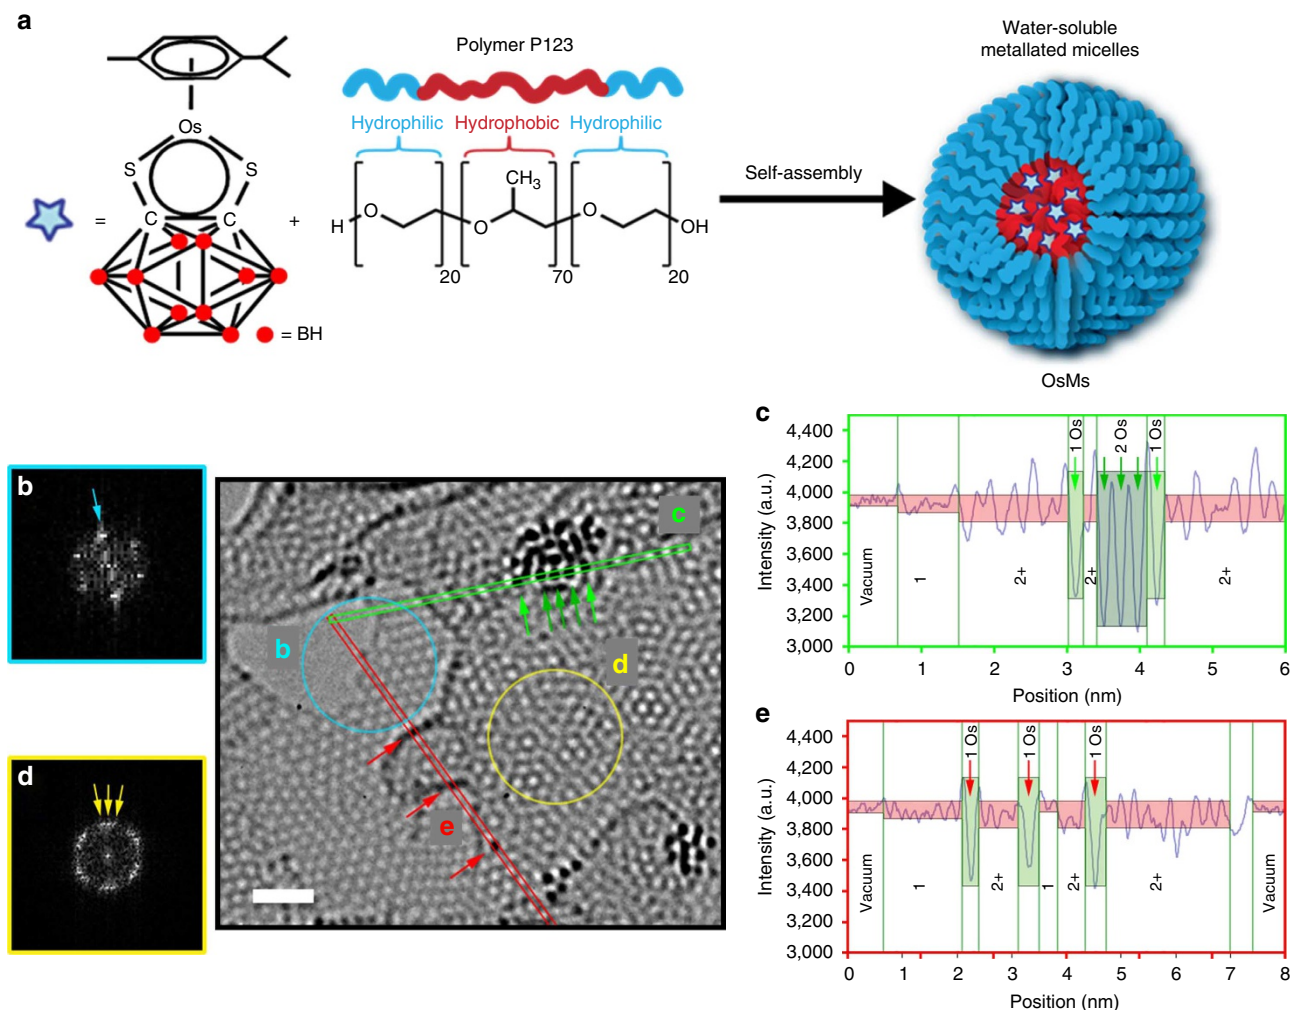 a
Polymer P123
Water-soluble
metallated micelles
Os
S
S
C
C
=
+
= BH
Hydrophilic
Hydrophobic
Hydrophilic
H
O
20
CH3
O
70
O
OH
20
Self-assembly
OsMs
b
d
c
b
d
e
c
Intensity (a.u.)
4,400
4,200
4,000
3,800
3,600
3,400
3,200
3,000
Vacuum
1
2+
1 Os
2+
2 Os
1 Os
2+
0
1
2
3
4
5
6
Position (nm)
e
Intensity (a.u.)
4,400
4,200
4,000
3,800
3,600
3,400
3,200
3,000
Vacuum
1
1 Os
2+
1 Os
1
2+
1 Os
2+
Vacuum
0
1
2
3
4
5
6
7
8
Position (nm)